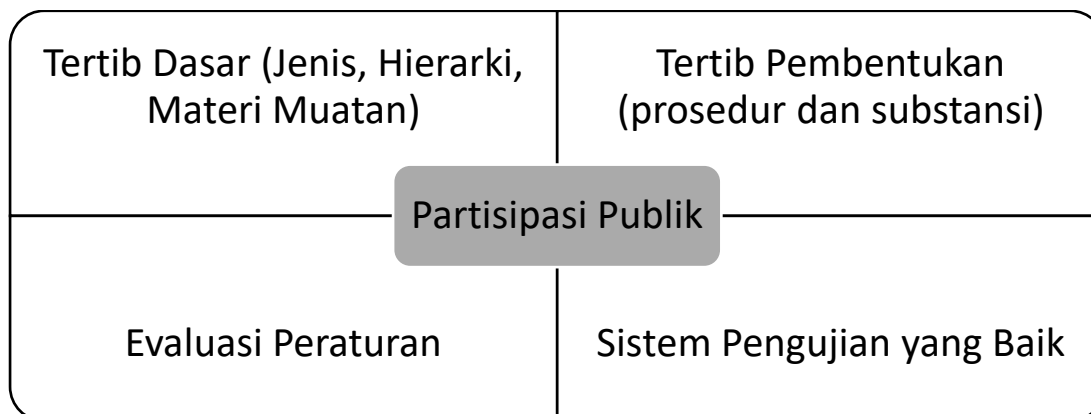 Tertib Dasar (Jenis, Hierarki,
Materi Muatan)
Tertib Pembentukan
(prosedur dan substansi)
Partisipasi Publik
Evaluasi Peraturan
Sistem Pengujian yang Baik